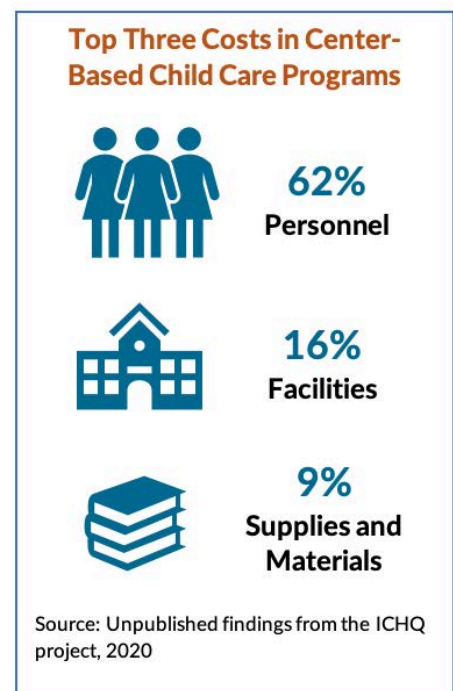 Top Three Costs in Center-
Based Child Care Programs
62%
Personnel
16%
Facilities
9%
Supplies and
Materials
Source: Unpublished findings from the ICHQ
project, 2020